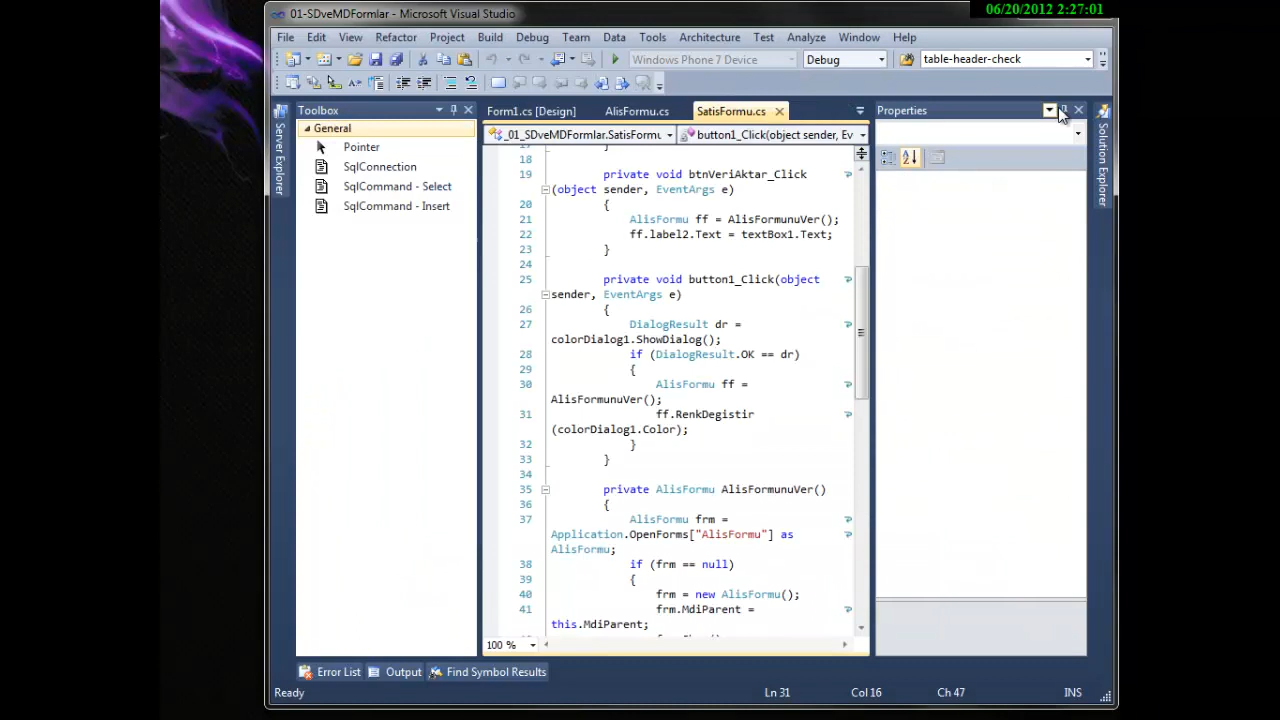 06/20/2012 2:27:01
01-SDveMDFormlar - Microsoft Visual Studio
File Edit View Refactor Project Build Debug Team Data Tools Architecture Test Analyze Window Help
Windows Phone 7 Device Debug table-header-check
Toolbox
General
Pointer
SqlConnection
SqlCommand - Select
SqlCommand - Insert
Server Explorer
Form1.cs [Design] AlisFormu.cs SatisFormu.cs
_01_SDveMDFormlar.SatisFormu button1_Click(object sender, Ev
18
19 private void btnVeriAktar_Click
(object sender, EventArgs e)
20 {
21 AlisFormu ff = AlisFormunuVer();
22 ff.label2.Text = textBox1.Text;
23 }
24
25 private void button1_Click(object
sender, EventArgs e)
26 {
27 DialogResult dr =
colorDialog1.ShowDialog();
28 if (DialogResult.OK == dr)
29 {
30 AlisFormu ff =
AlisFormunuVer();
31 ff.RenkDegistir
(colorDialog1.Color);
32 }
33 }
34
35 private AlisFormu AlisFormunuVer()
36 {
37 AlisFormu frm =
Application.OpenForms["AlisFormu"] as
AlisFormu;
38 if (frm == null)
39 {
40 frm = new AlisFormu();
41 frm.MdiParent =
this.MdiParent;
100 %
Properties
Solution Explorer
Error List Output Find Symbol Results
Ready Ln 31 Col 16 Ch 47 INS